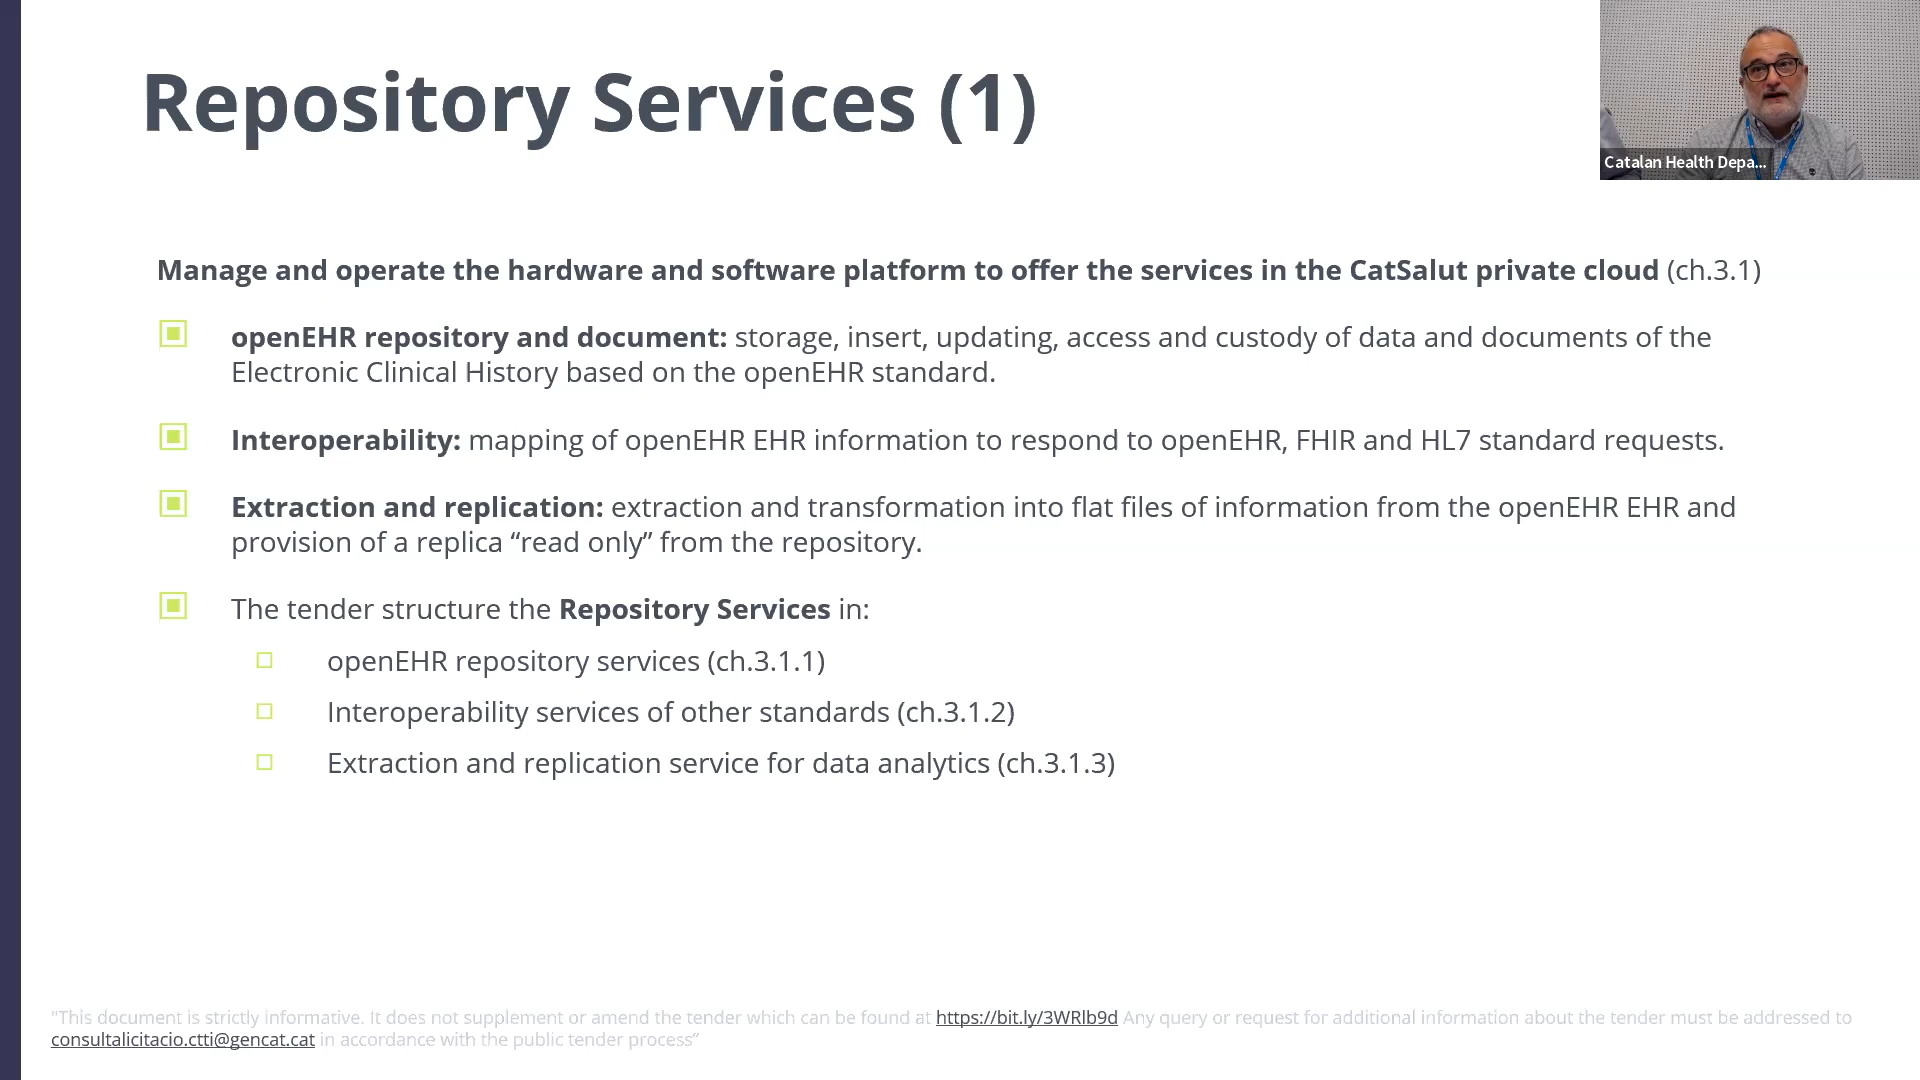 Repository Services (1)
Catalan Health Depa...
Manage and operate the hardware and software platform to offer the services in the CatSalut private cloud (ch.3.1)
openEHR repository and document: storage, insert, updating, access and custody of data and documents of the
Electronic Clinical History based on the openEHR standard.
Interoperability: mapping of openEHR EHR information to respond to openEHR, FHIR and HL7 standard requests.
Extraction and replication: extraction and transformation into flat files of information from the openEHR EHR and
provision of a replica “read only” from the repository.
The tender structure the Repository Services in:
openEHR repository services (ch.3.1.1)
Interoperability services of other standards (ch.3.1.2)
Extraction and replication service for data analytics (ch.3.1.3)
"This document is strictly informative. It does not supplement or amend the tender which can be found at https://bit.ly/3WRlb9d Any query or request for additional information about the tender must be addressed to
consultalicitacio.ctti@gencat.cat in accordance with the public tender process”